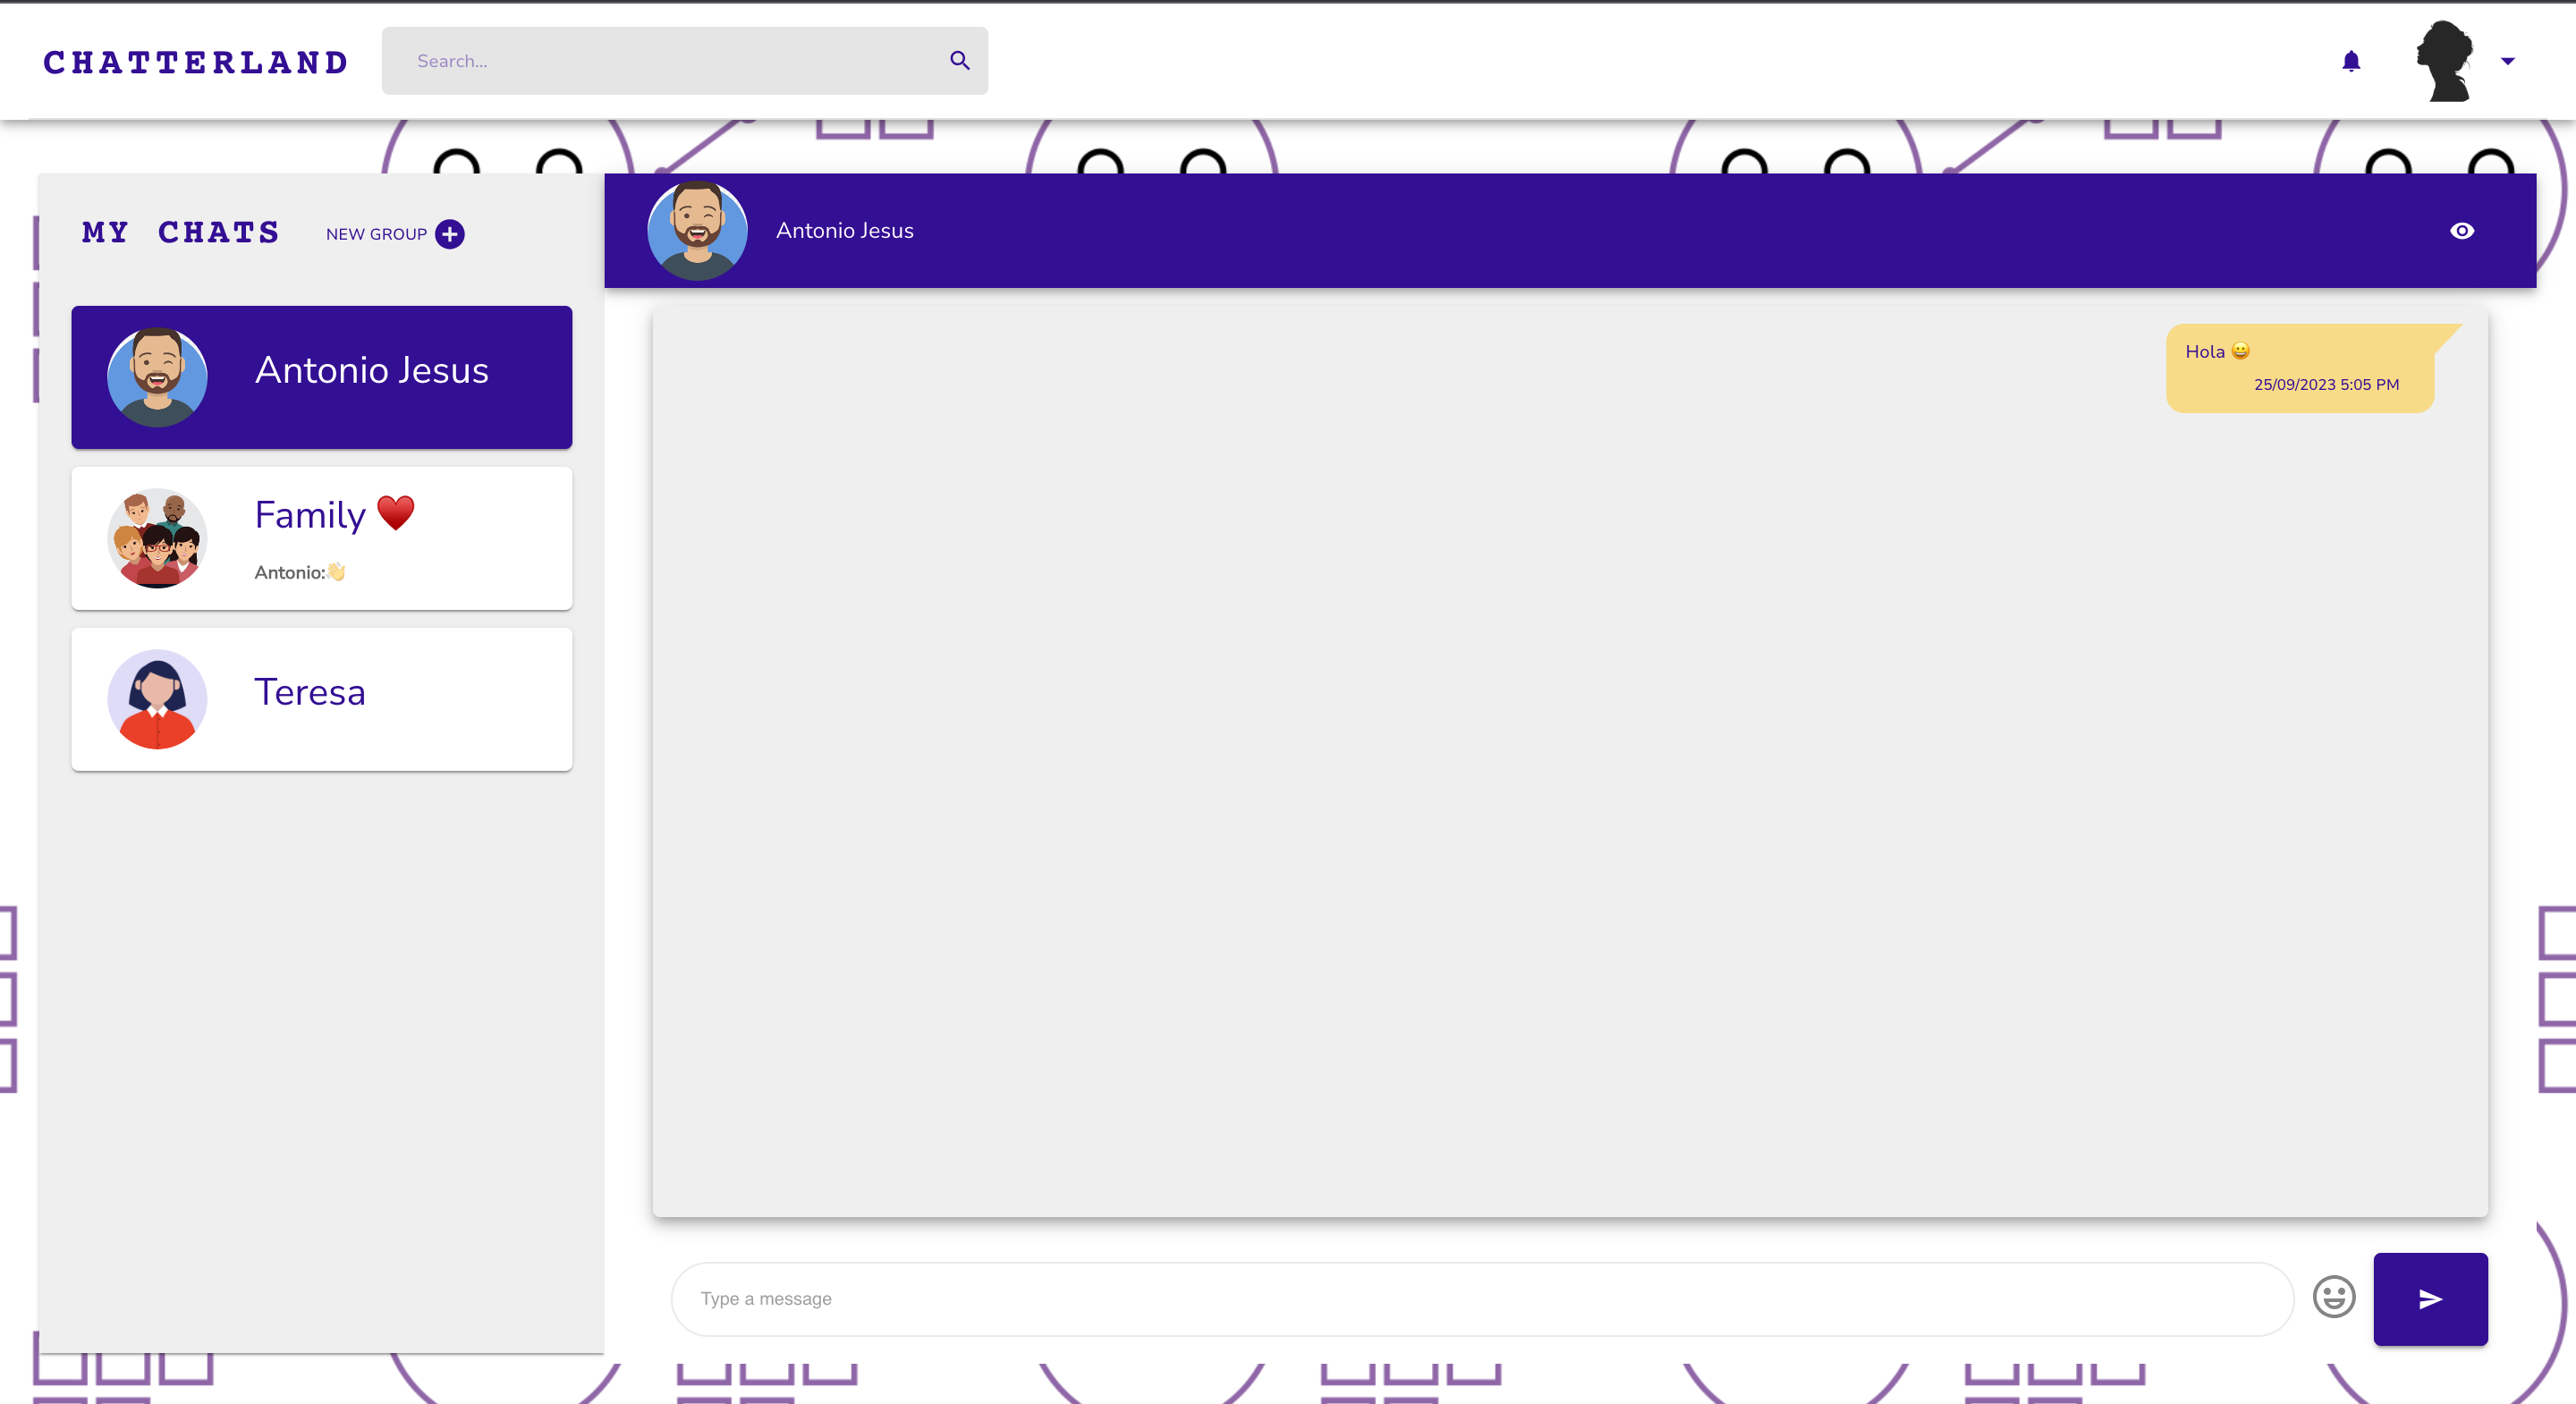 CHATTERLAND
Search...
MY CHATS
NEW GROUP
Antonio Jesus
Family ♥️
Antonio:👋
Teresa
Antonio Jesus
Hola 😀
25/09/2023 5:05 PM
Type a message